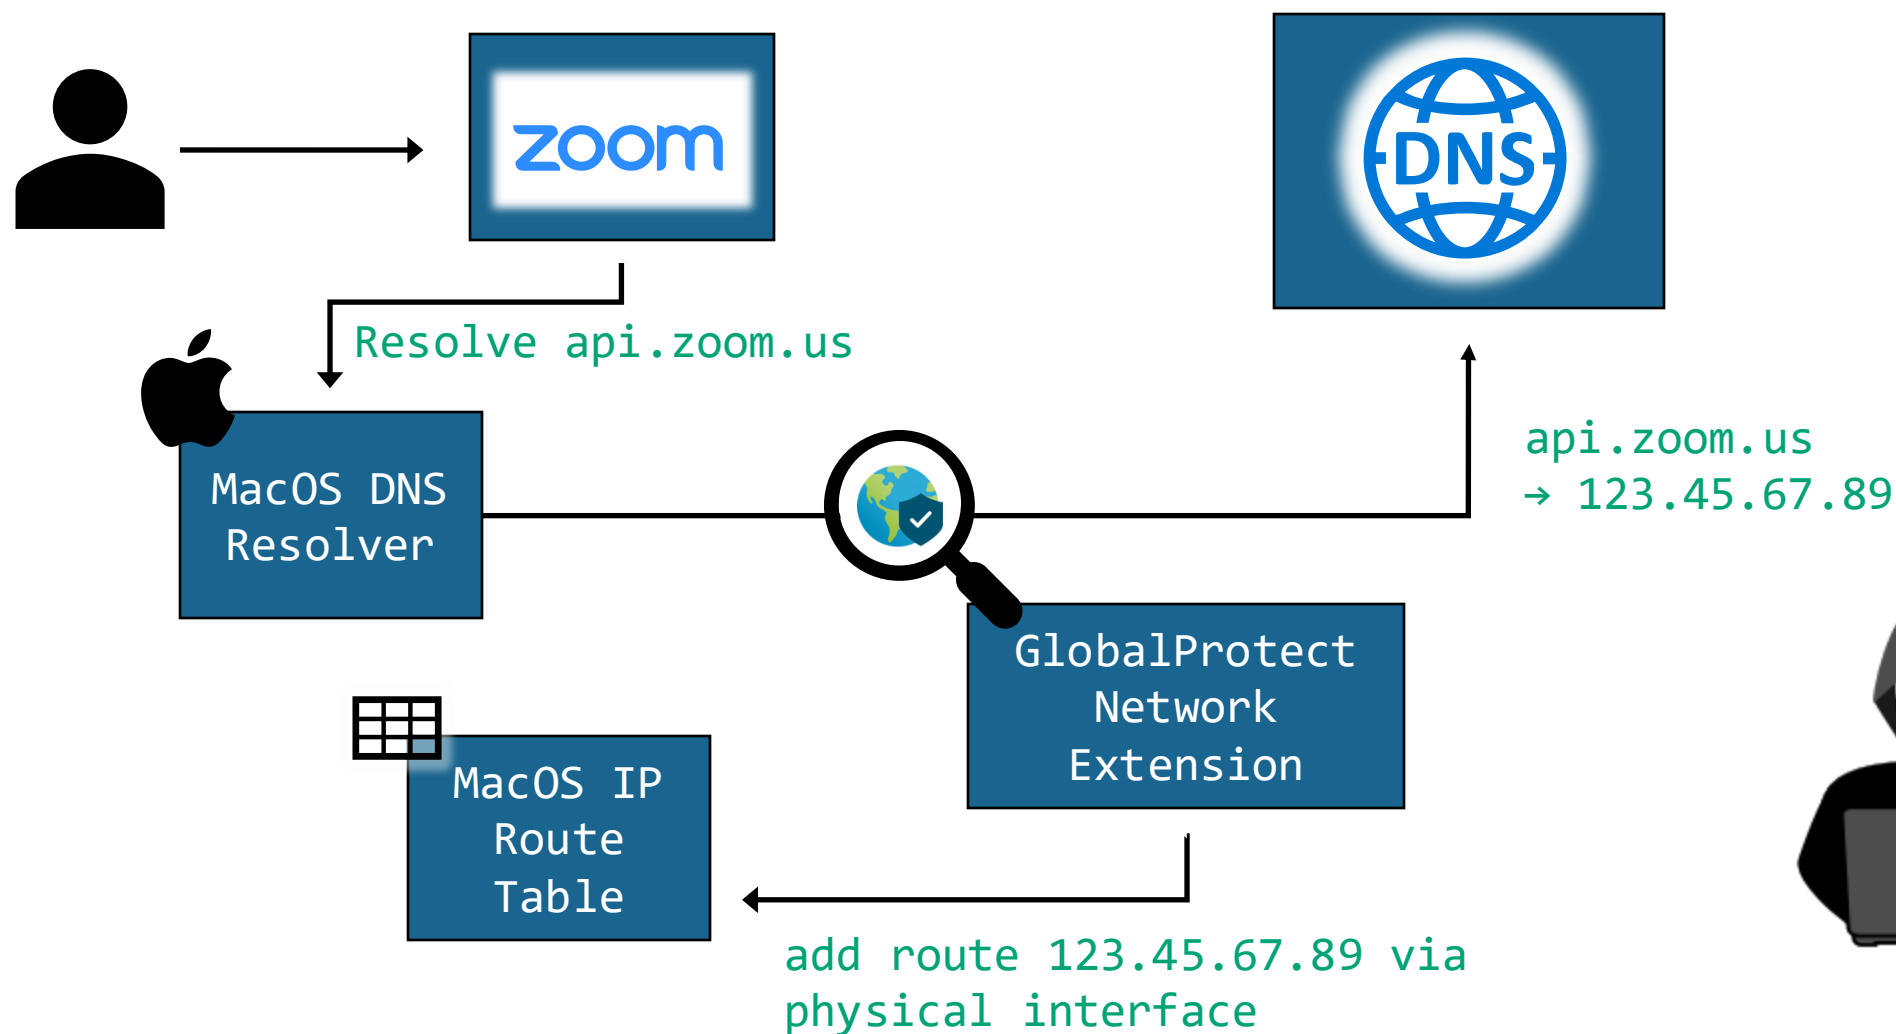 zoom
DNS
Resolve api.zoom.us
MacOS DNS
Resolver
api.zoom.us
→ 123.45.67.89
GlobalProtect
Network
Extension
MacOS IP
Route
Table
add route 123.45.67.89 via
physical interface